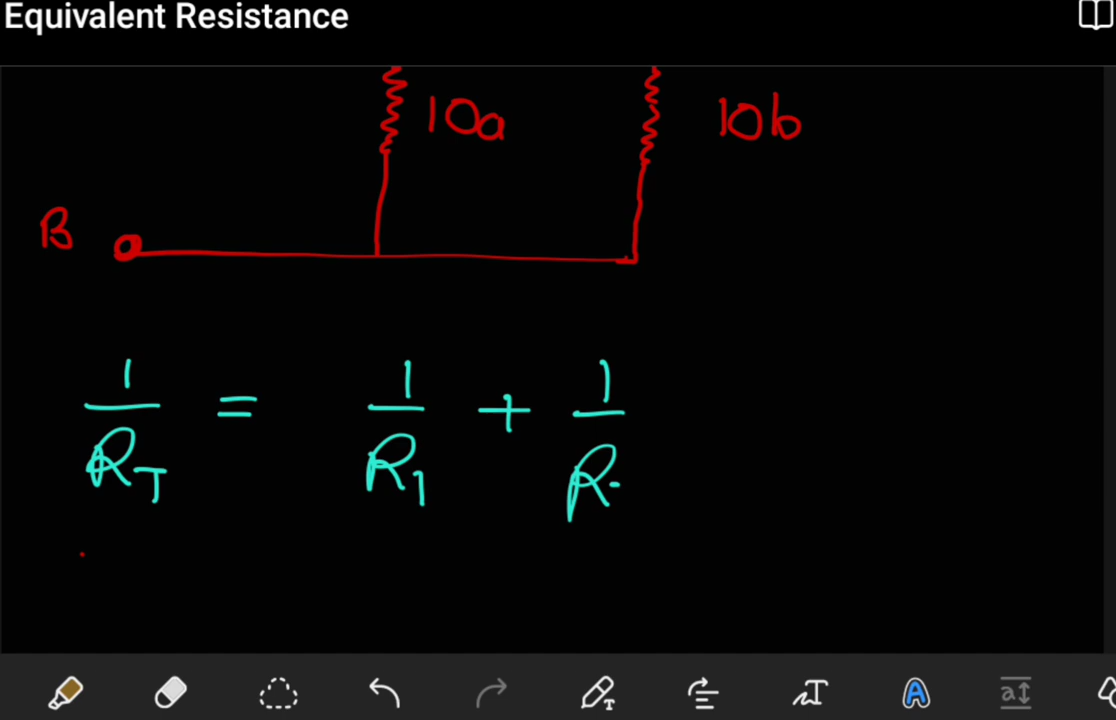 Equivalent Resistance
10a 10b
B
1/R_T = 1/R_1 + 1/R-
T T A a